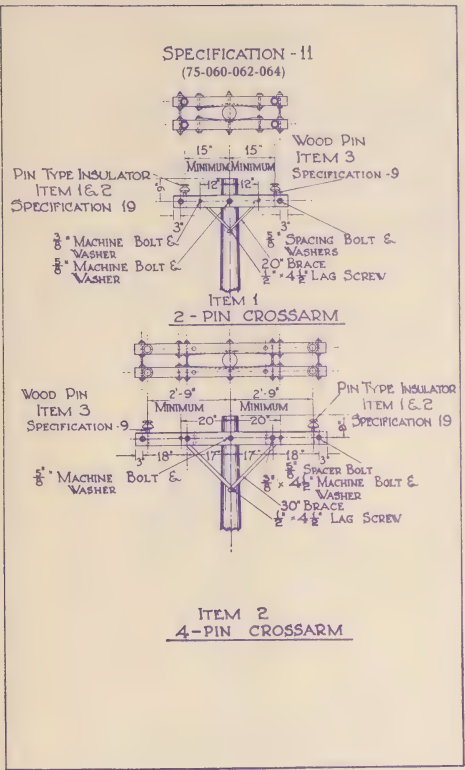 SPECIFICATION - 11
(75-060-062-064)
15" 15"
MINIMUM MINIMUM
WOOD PIN
ITEM 3
SPECIFICATION -9
PIN TYPE INSULATOR
ITEM 1 & 2
SPECIFICATION 19
12" 12"
9"
3" 3"
3/8" MACHINE BOLT &
WASHER
5/8" MACHINE BOLT &
WASHER
5/8" SPACING BOLT &
WASHERS
20" BRACE
1/2" × 4 1/2" LAG SCREW
ITEM 1
2 - PIN CROSSARM
WOOD PIN
ITEM 3
SPECIFICATION -9
2'-9" 2'-9"
MINIMUM MINIMUM
PIN TYPE INSULATOR
ITEM 1 & 2
SPECIFICATION 19
20" 20"
3" 18" 17" 17" 18" 3"
5/8" MACHINE BOLT &
WASHER
5/8" SPACER BOLT
3/8" × 4 1/2" MACHINE BOLT &
WASHER
30" BRACE
1/2" × 4 1/2" LAG SCREW
ITEM 2
4-PIN CROSSARM